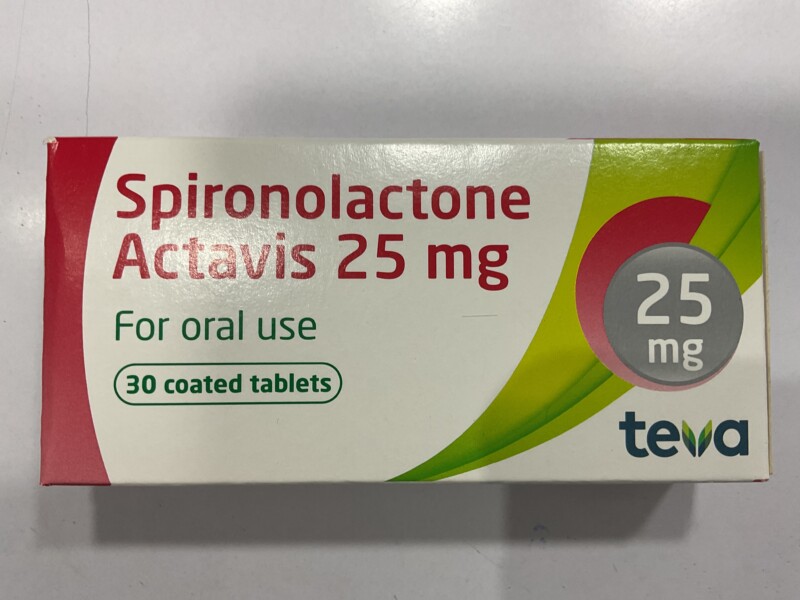 Spironolactone
Actavis 25 mg
For oral use
30 coated tablets
25
mg
teva